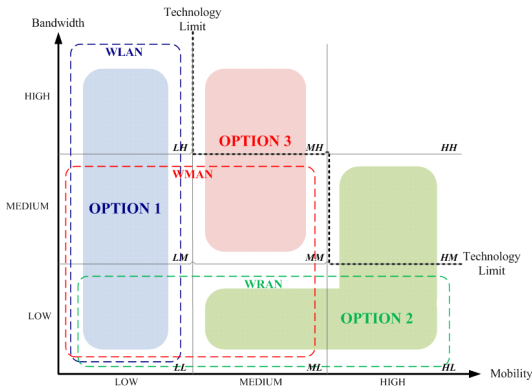 Technology
Limit
Bandwidth
WLAN
HIGH
OPTION 3
LH
MH
HH
WMAN
MEDIUM
OPTION 1
LM
MM
HM
Technology
Limit
WRAN
LOW
OPTION 2
LL
ML
HL
Mobility
LOW
MEDIUM
HIGH